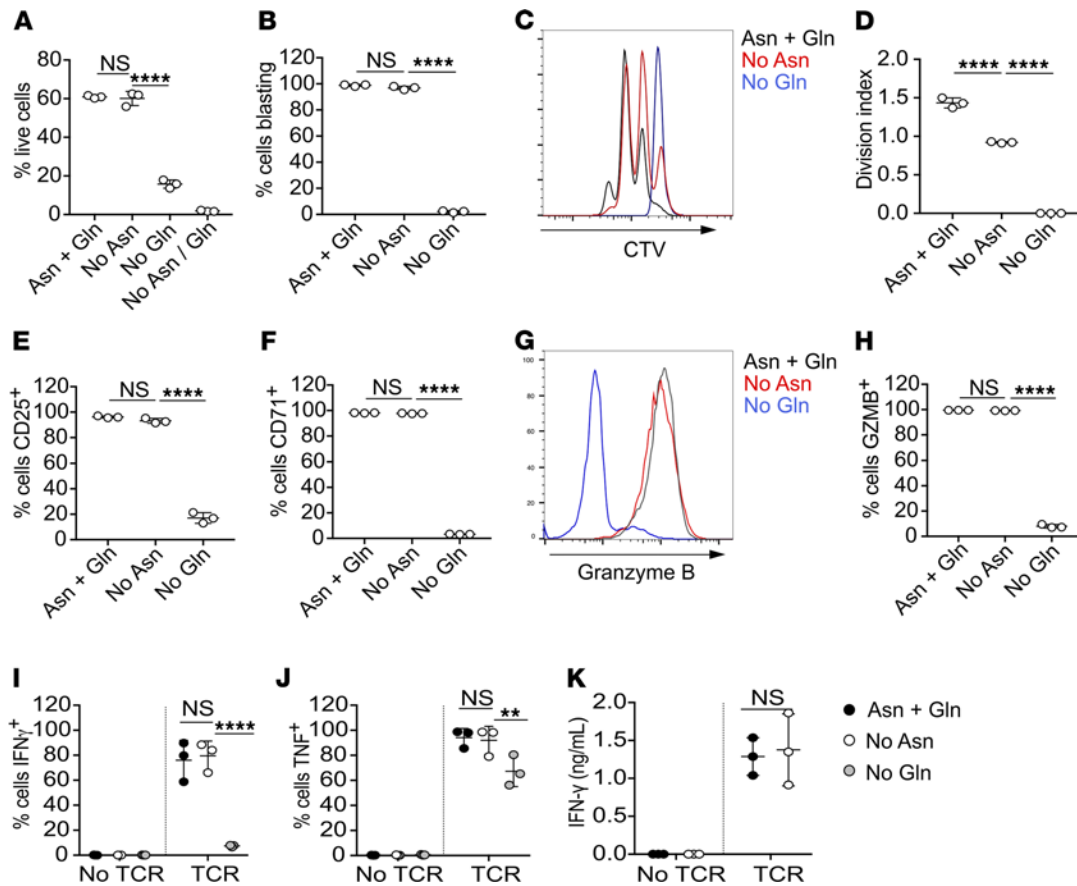 A
% live cells
80
60
40
20
0
NS
****
Asn + Gln
No Asn
No Gln
No Asn / Gln
B
% cells blasting
120
100
80
60
40
20
0
NS
****
Asn + Gln
No Asn
No Gln
C
Asn + Gln
No Asn
No Gln
CTV
D
Division index
2.0
1.5
1.0
0.5
0.0
****
****
Asn + Gln
No Asn
No Gln
E
% cells CD25+
120
100
80
60
40
20
0
NS
****
Asn + Gln
No Asn
No Gln
F
% cells CD71+
120
100
80
60
40
20
0
NS
****
Asn + Gln
No Asn
No Gln
G
100
80
60
40
20
0
Asn + Gln
No Asn
No Gln
Granzyme B
H
% cells GZMB+
120
100
80
60
40
20
0
NS
****
Asn + Gln
No Asn
No Gln
I
% cells IFNγ+
120
100
80
60
40
20
0
NS
****
No TCR
TCR
J
% cells TNF+
120
100
80
60
40
20
0
NS
**
No TCR
TCR
K
IFN-γ (ng/mL)
2.0
1.5
1.0
0.5
0.0
NS
No TCR
TCR
Asn + Gln
No Asn
No Gln